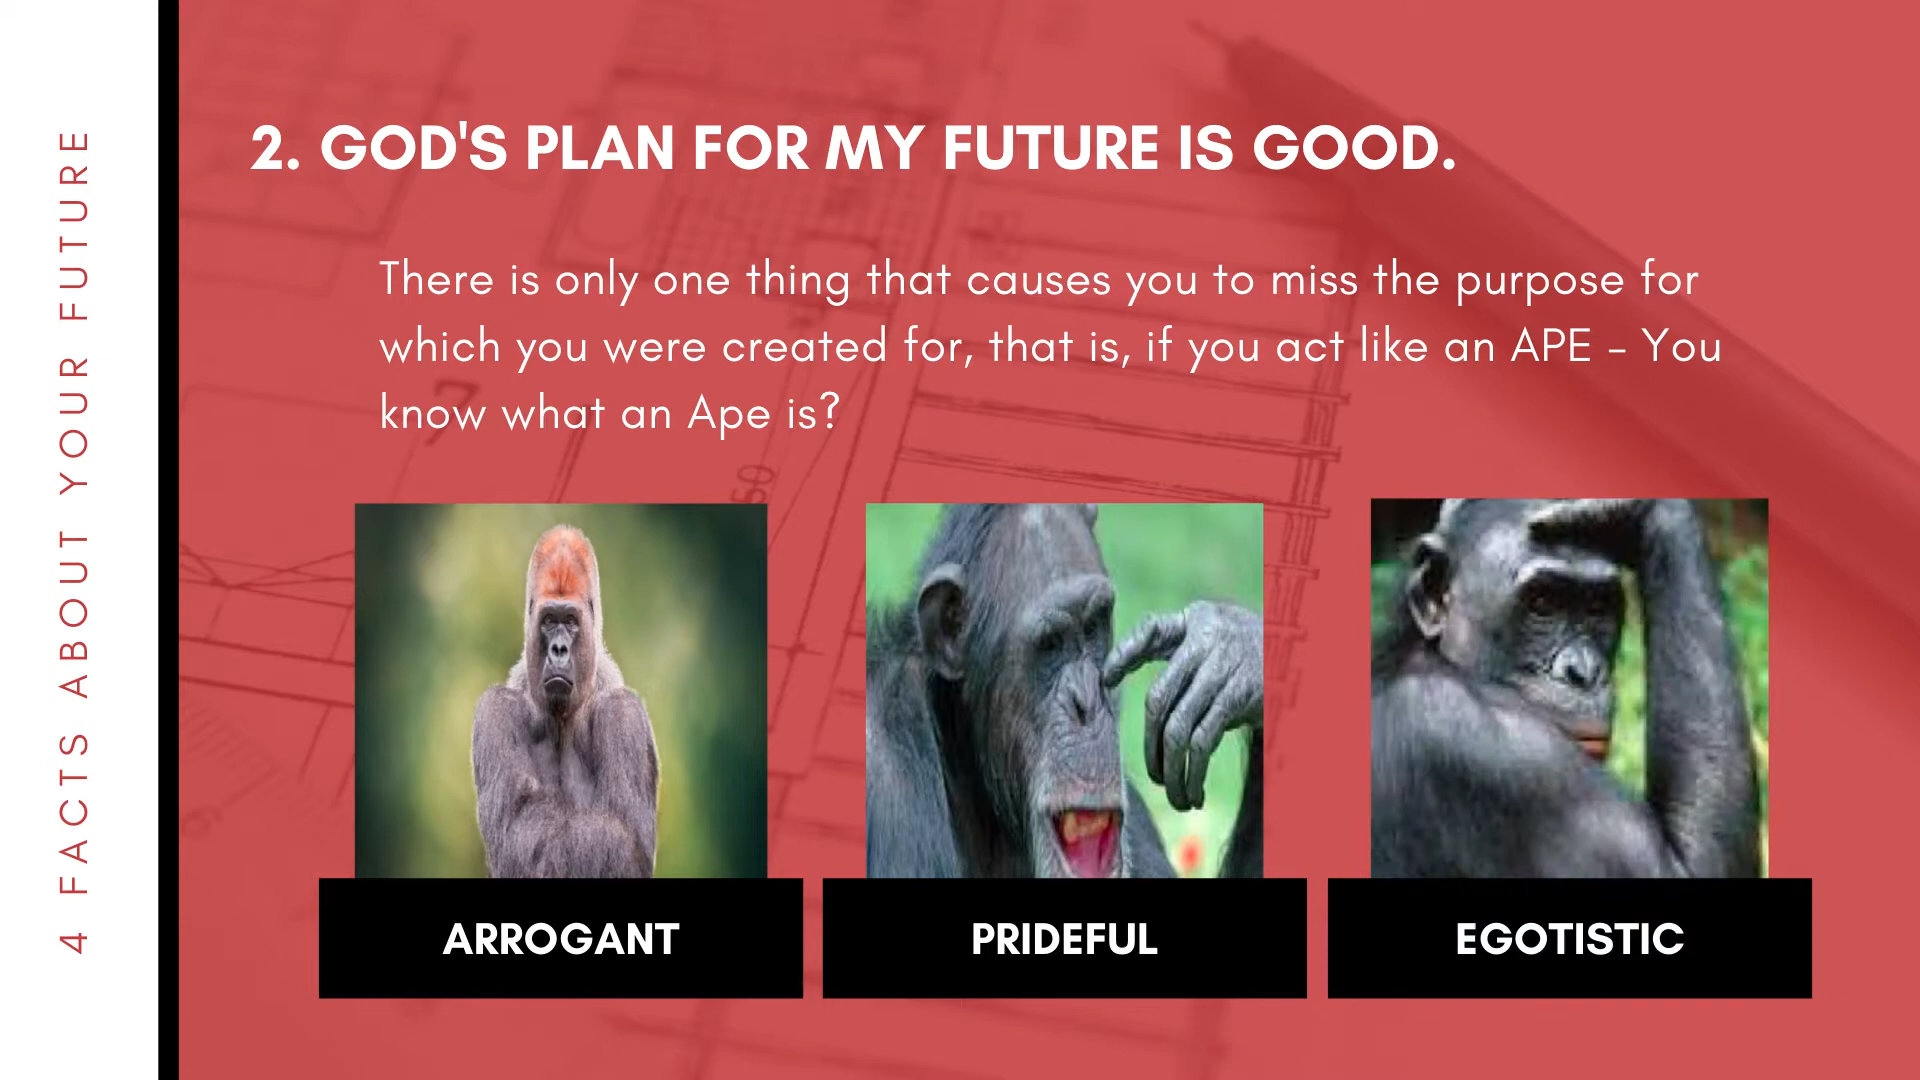 4 FACTS ABOUT YOUR FUTURE
2. GOD'S PLAN FOR MY FUTURE IS GOOD.
There is only one thing that causes you to miss the purpose for
which you were created for, that is, if you act like an APE – You
know what an Ape is?
ARROGANT
PRIDEFUL
EGOTISTIC
7
50